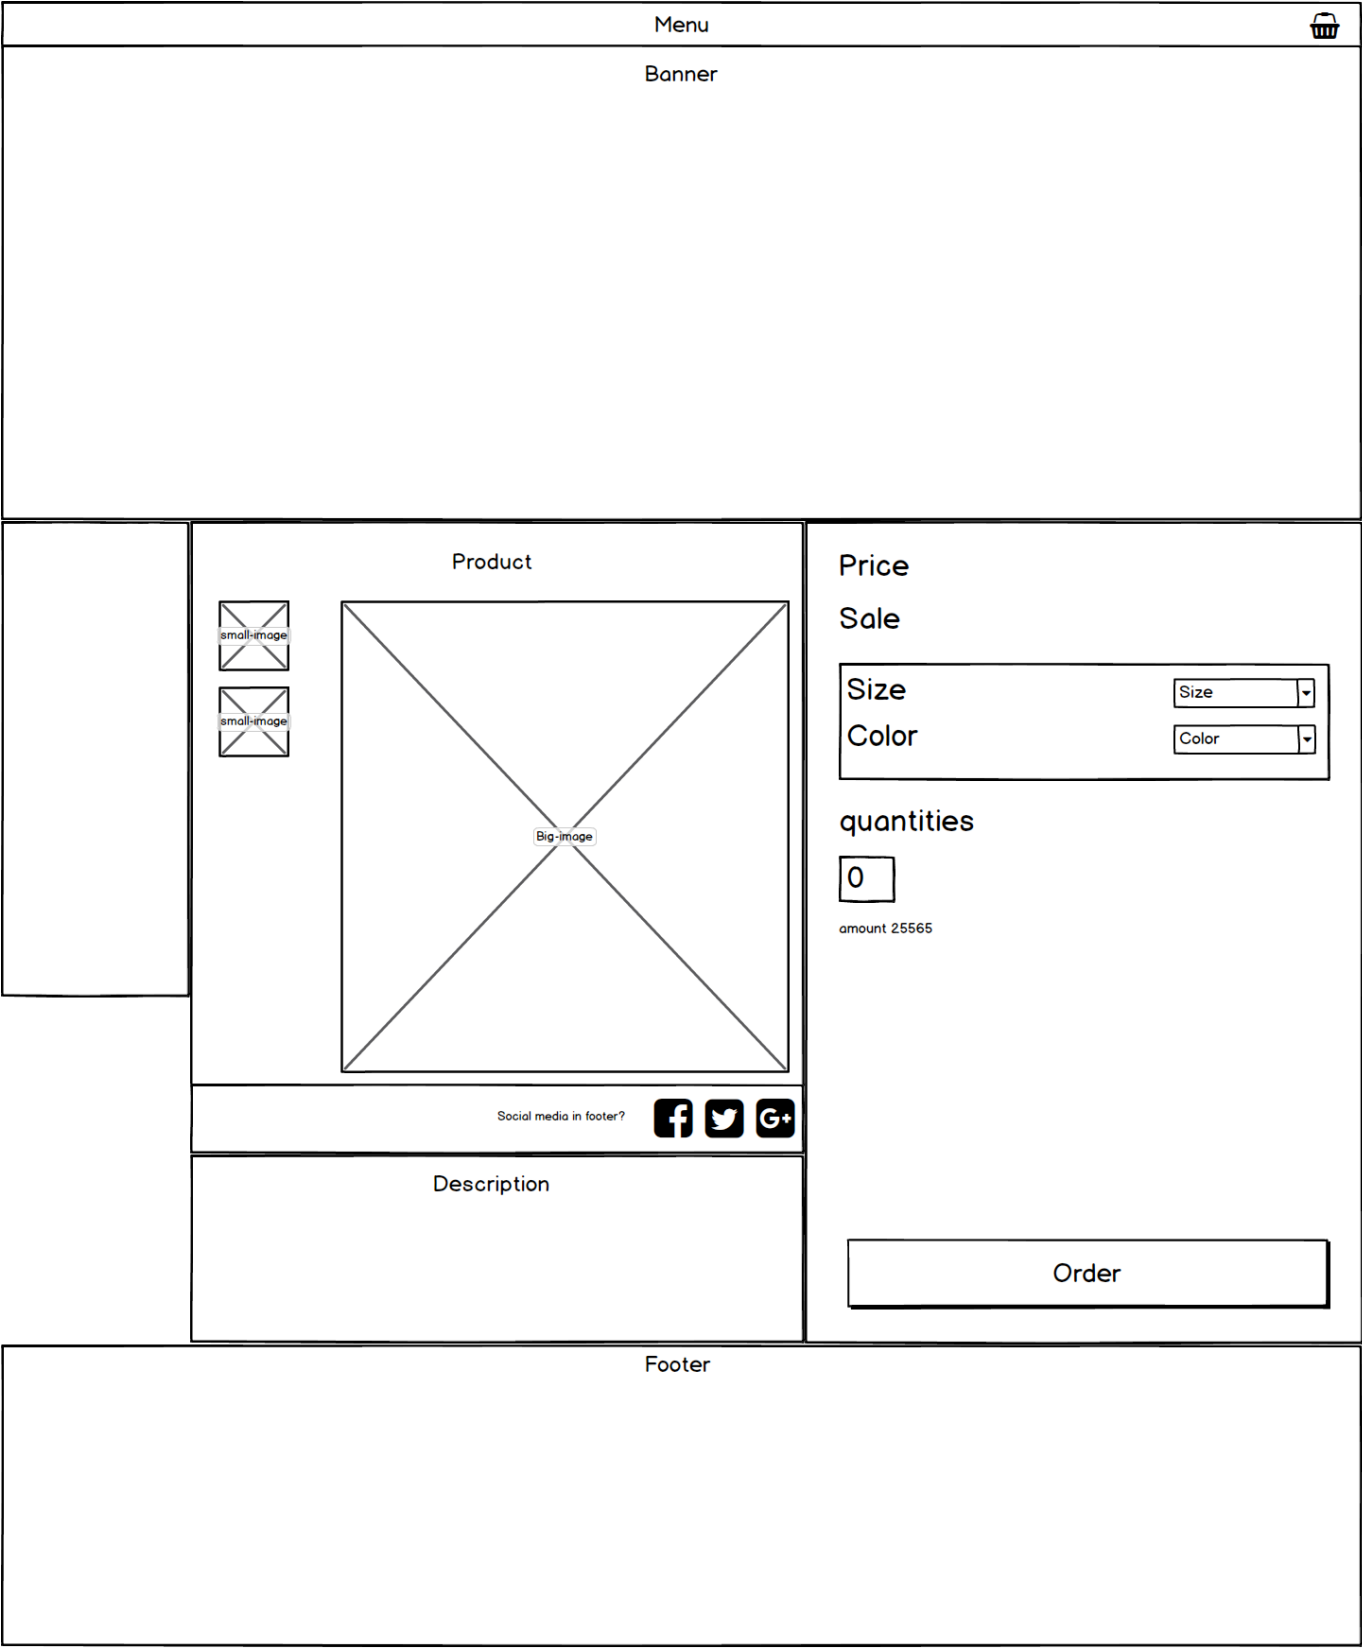 Menu
Banner
Product
small-image
small-image
Big-image
Social media in footer?
Description
Price
Sale
Size
Size
Color
Color
quantities
0
amount 25565
Order
Footer